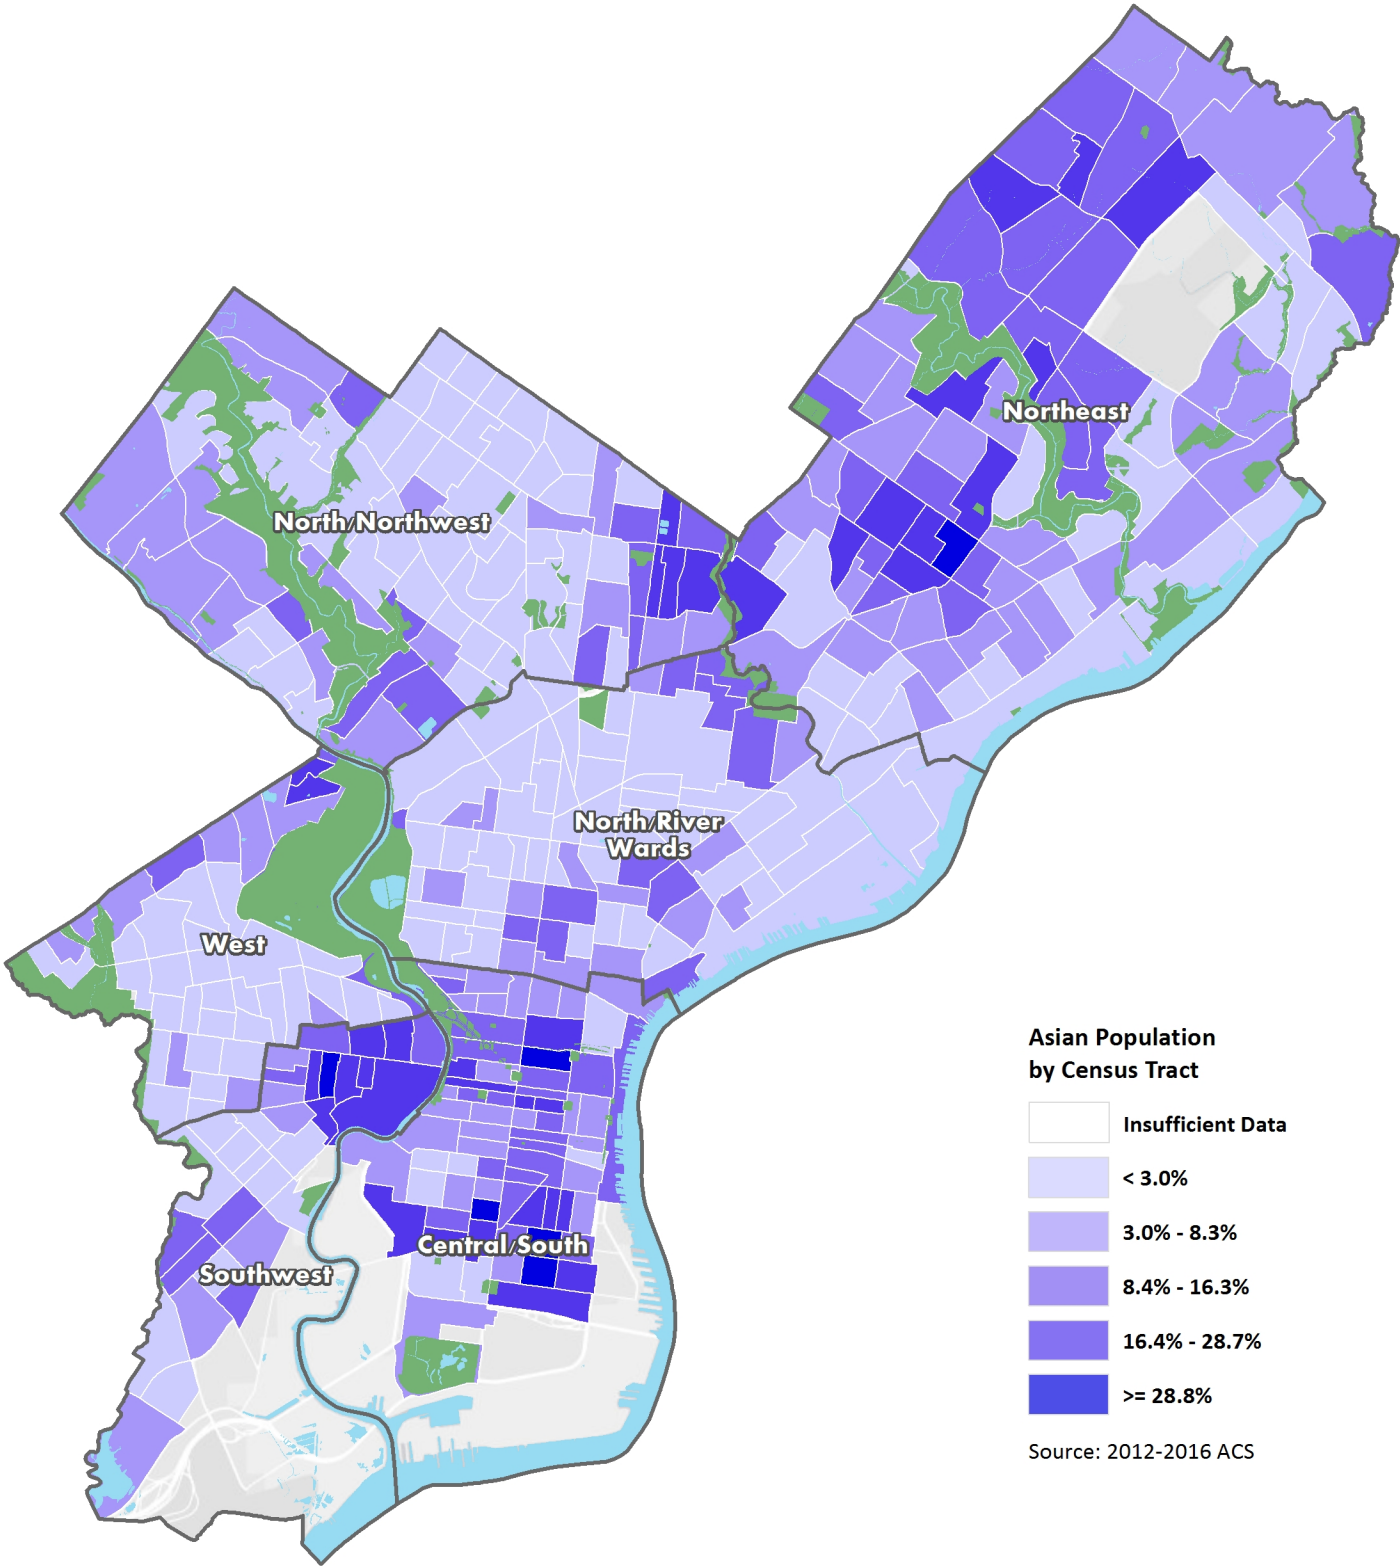 Northeast
North/Northwest
North/River
Wards
West
Central/South
Southwest
Asian Population
by Census Tract
Insufficient Data
< 3.0%
3.0% - 8.3%
8.4% - 16.3%
16.4% - 28.7%
>= 28.8%
Source: 2012-2016 ACS